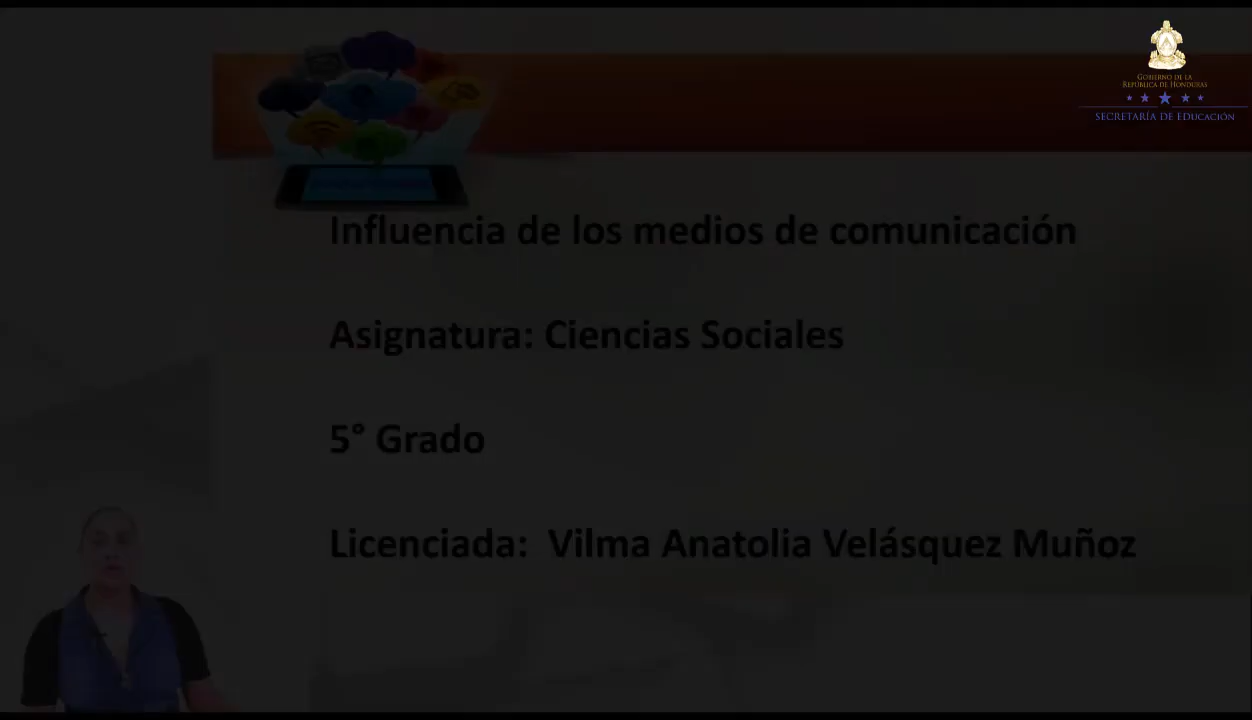 GOBIERNO DE LA
REPÚBLICA DE HONDURAS
SECRETARÍA DE EDUCACIÓN
Influencia de los medios de comunicación
Asignatura: Ciencias Sociales
5° Grado
Licenciada: Vilma Anatolia Velásquez Muñoz